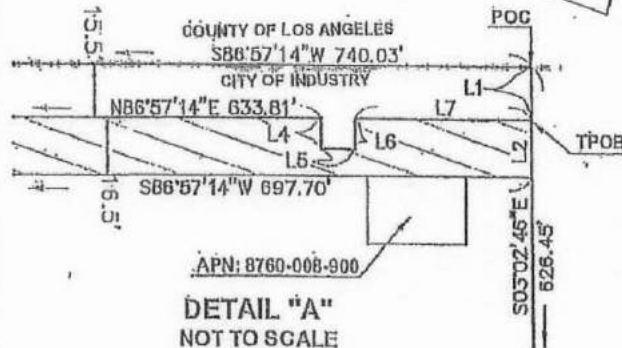 POC
COUNTY OF LOS ANGELES
S86°57'14"W 740.03'
CITY OF INDUSTRY
15.5'
L1
N86°57'14"E 633.81'
L7
L4
L6
L5
L2
TPOB
S86°57'14"W 697.70'
16.5'
S03°02'46"E
626.45'
APN: 8760-008-900
DETAIL "A"
NOT TO SCALE